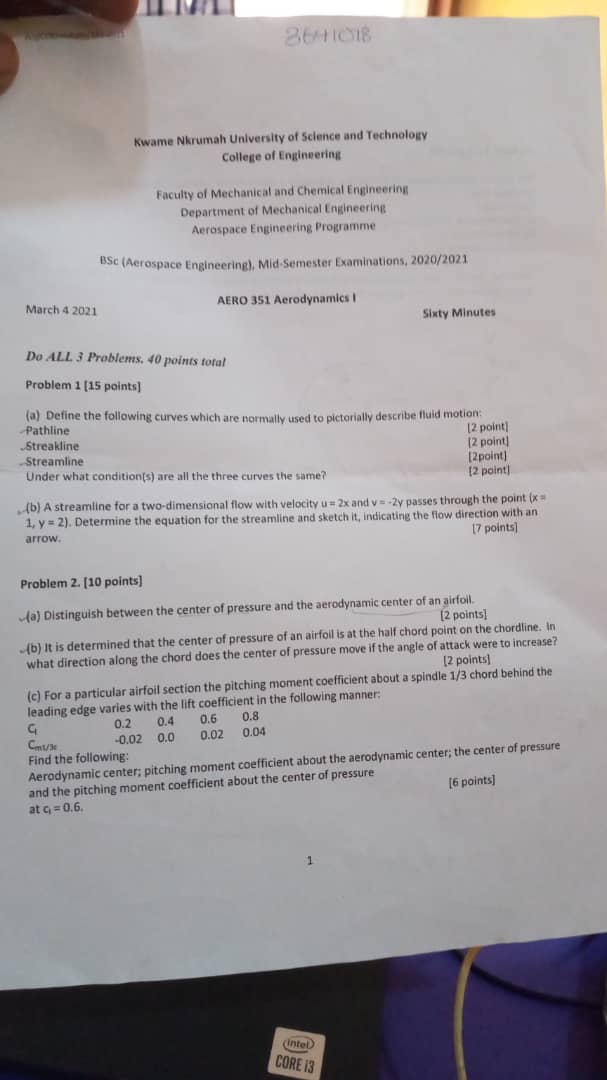 3641018
Kwame Nkrumah University of Science and Technology
College of Engineering
Faculty of Mechanical and Chemical Engineering
Department of Mechanical Engineering
Aerospace Engineering Programme
BSc (Aerospace Engineering), Mid-Semester Examinations, 2020/2021
AERO 351 Aerodynamics I
March 4 2021 Sixty Minutes
Do ALL 3 Problems. 40 points total
Problem 1 [15 points]
(a) Define the following curves which are normally used to pictorially describe fluid motion:
Pathline [2 point]
Streakline [2 point]
Streamline [2point]
Under what condition(s) are all the three curves the same? [2 point]
(b) A streamline for a two-dimensional flow with velocity u = 2x and v = -2y passes through the point (x =
1, y = 2). Determine the equation for the streamline and sketch it, indicating the flow direction with an
arrow. [7 points]
Problem 2. [10 points]
(a) Distinguish between the center of pressure and the aerodynamic center of an airfoil.
[2 points]
(b) It is determined that the center of pressure of an airfoil is at the half chord point on the chordline. In
what direction along the chord does the center of pressure move if the angle of attack were to increase?
[2 points]
(c) For a particular airfoil section the pitching moment coefficient about a spindle 1/3 chord behind the
leading edge varies with the lift coefficient in the following manner:
Cl 0.2 0.4 0.6 0.8
Cm1/3c -0.02 0.0 0.02 0.04
Find the following:
Aerodynamic center; pitching moment coefficient about the aerodynamic center; the center of pressure
and the pitching moment coefficient about the center of pressure
at cl = 0.6. [6 points]
1
intel
CORE i3